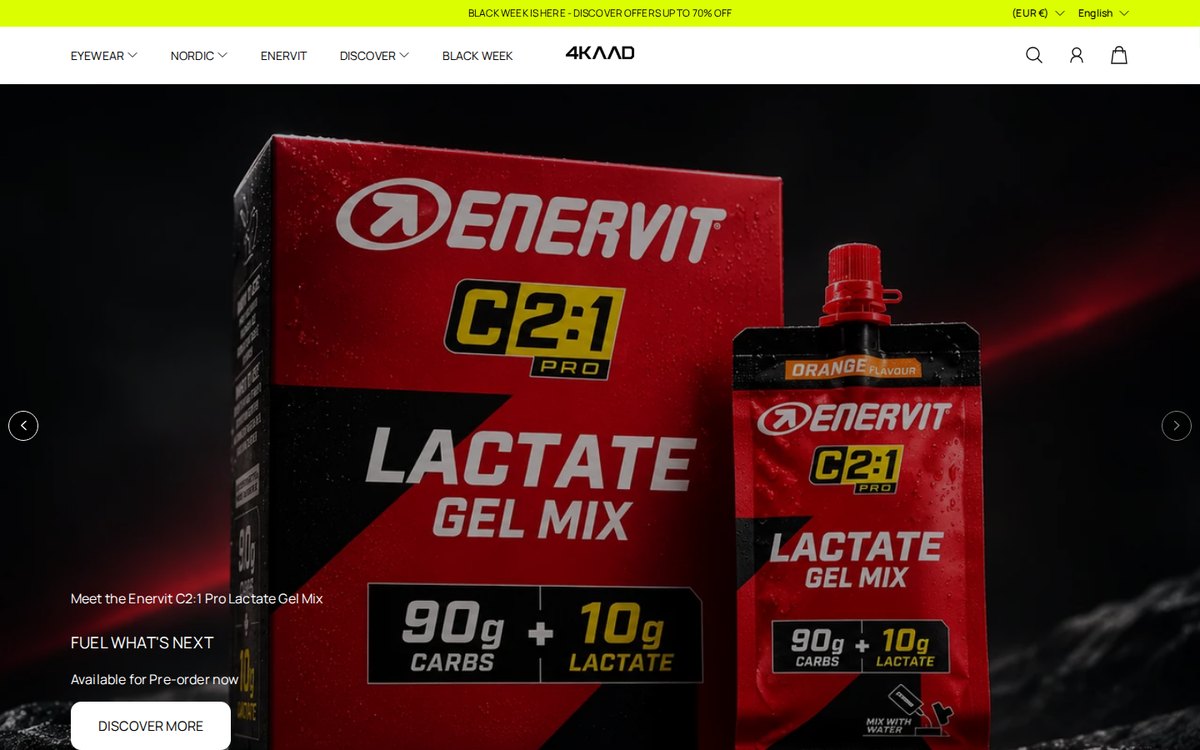 BLACK WEEK IS HERE - DISCOVER OFFERS UP TO 70% OFF
(EUR €)
English
EYEWEAR
NORDIC
ENERVIT
DISCOVER
BLACK WEEK
4KAAD
ENERVIT®
C2:1
PRO
LACTATE
GEL MIX
90g
CARBS
+
10g
LACTATE
ORANGE FLAVOUR
ENERVIT®
C2:1
PRO
LACTATE
GEL MIX
90g
CARBS
+
10g
LACTATE
MIX WITH
WATER
90g
10g
LACTATE
Meet the Enervit C2:1 Pro Lactate Gel Mix
FUEL WHAT'S NEXT
Available for Pre-order now
DISCOVER MORE